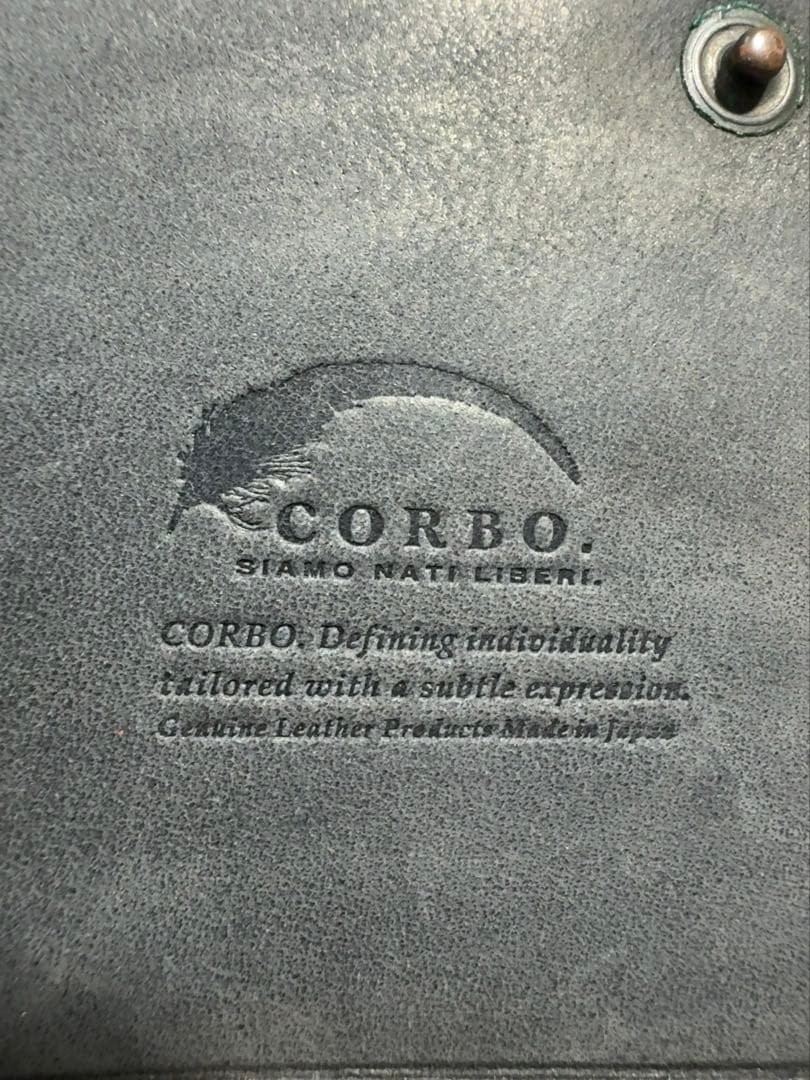 CORBO.
SIAMO NATI LIBERI.
CORBO. Defining individuality
tailored with a subtle expression.
Genuine Leather Products Made in Japan